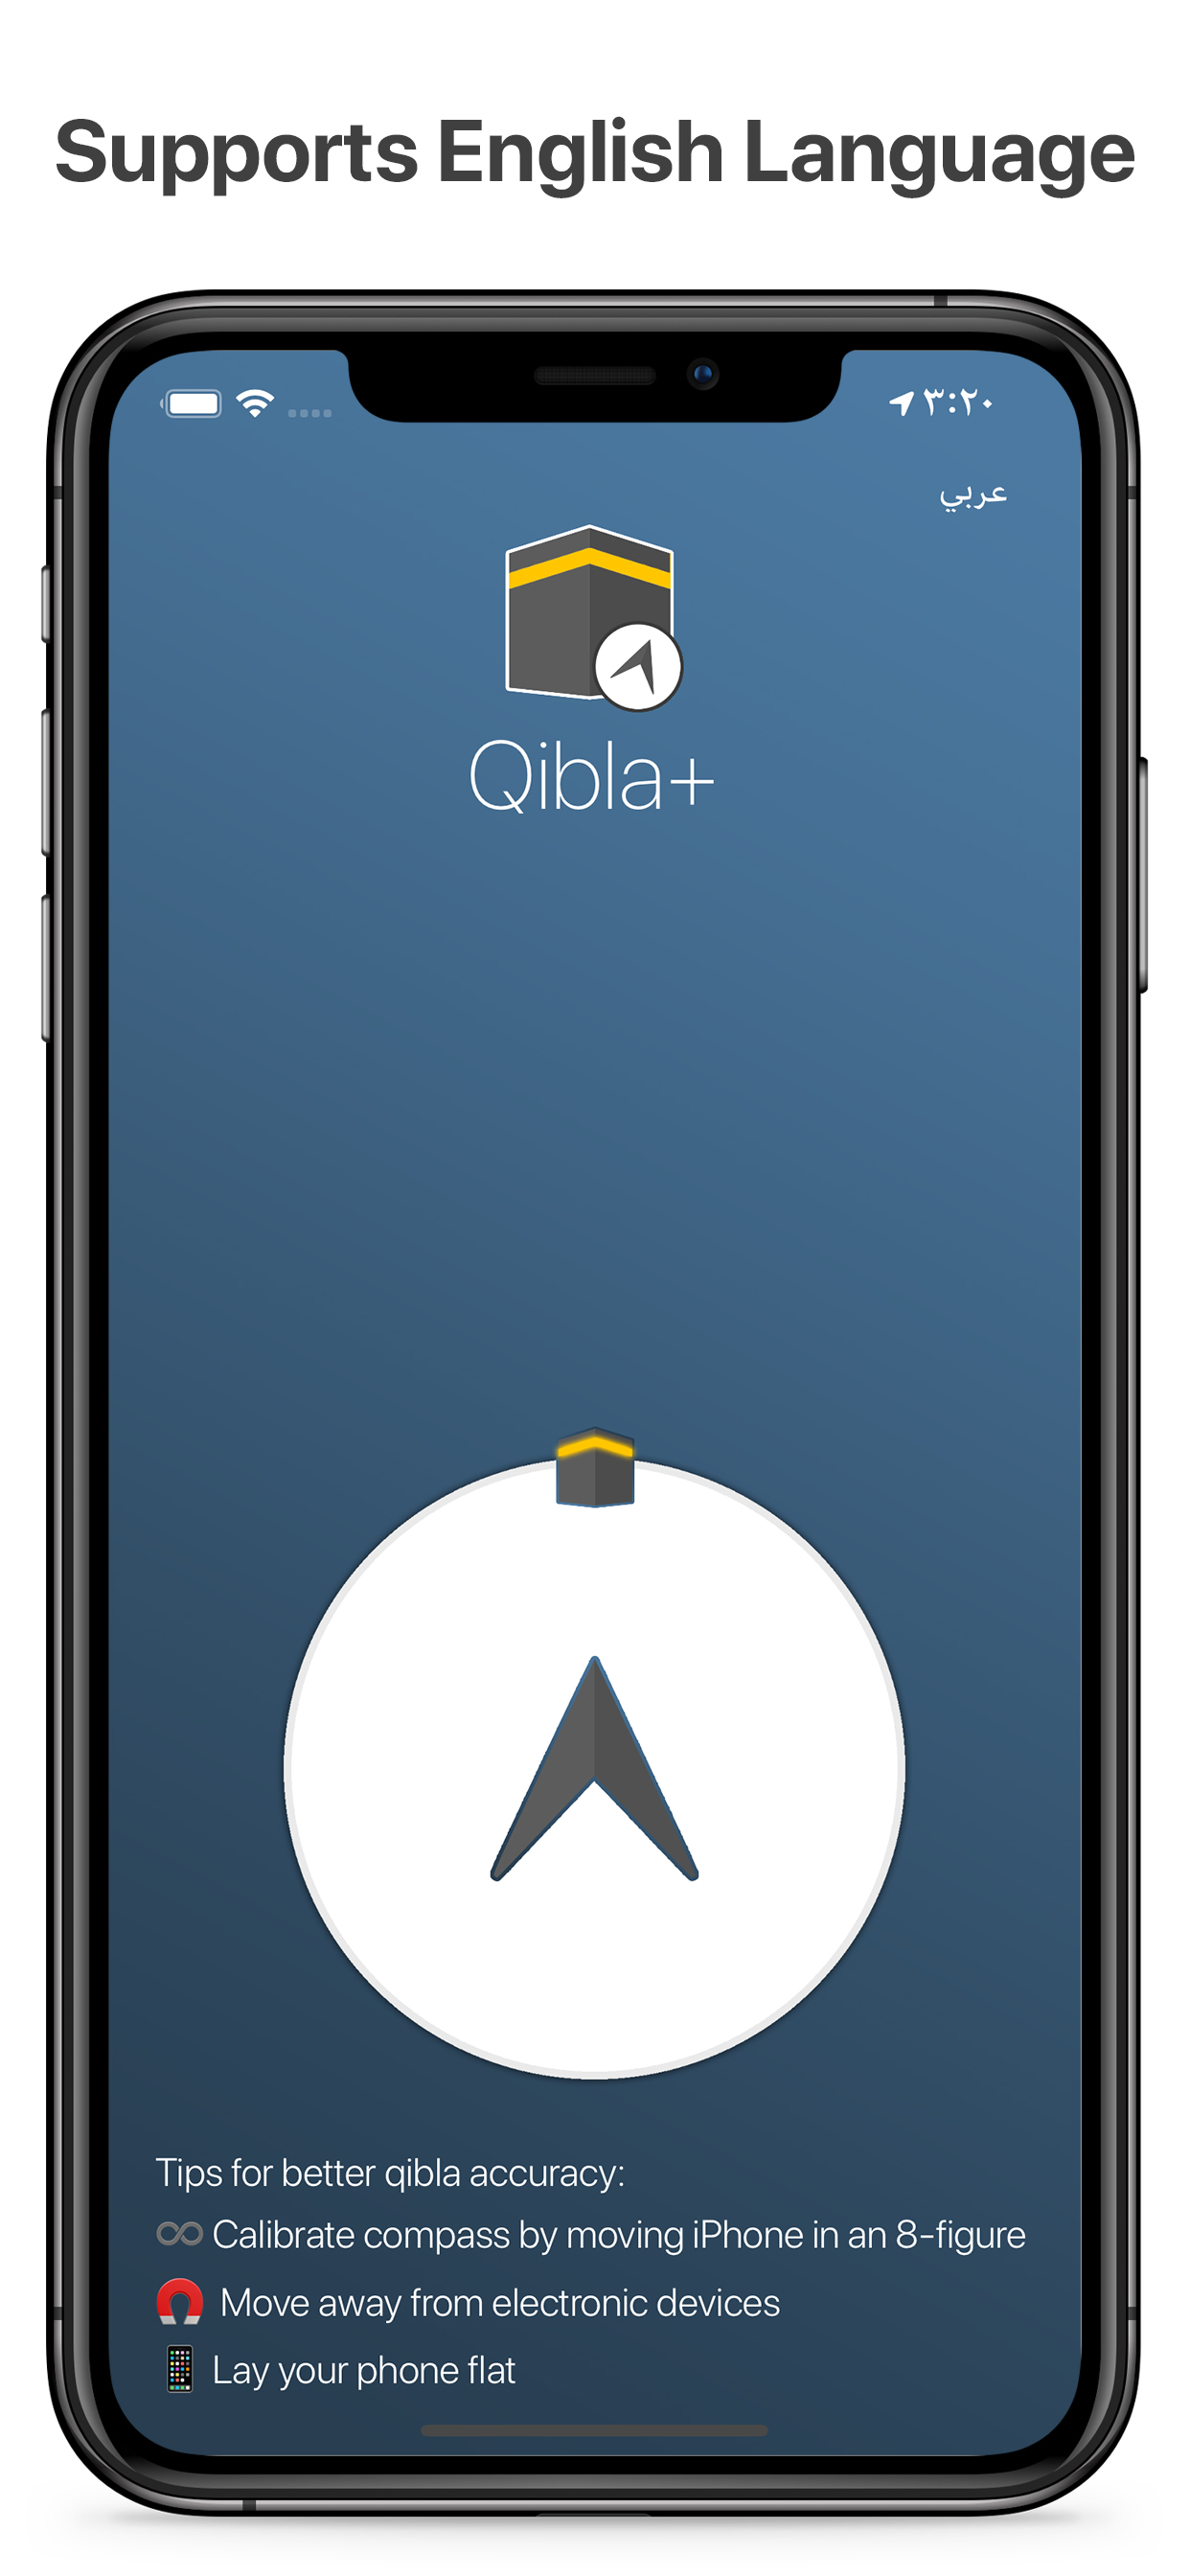 Supports English Language
٣:٢٠
عربي
Qibla+
Tips for better qibla accuracy:
Calibrate compass by moving iPhone in an 8-figure
Move away from electronic devices
Lay your phone flat